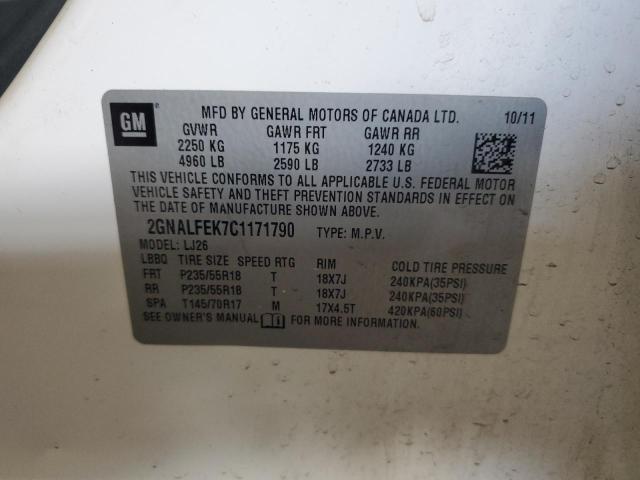 GM
MFD BY GENERAL MOTORS OF CANADA LTD. 10/11
GVWR GAWR FRT GAWR RR
2250 KG 1175 KG 1240 KG
4960 LB 2590 LB 2733 LB
THIS VEHICLE CONFORMS TO ALL APPLICABLE U.S. FEDERAL MOTOR
VEHICLE SAFETY AND THEFT PREVENTION STANDARDS IN EFFECT ON
THE DATE OF MANUFACTURE SHOWN ABOVE.
2GNALFEK7C1171790 TYPE: M.P.V.
MODEL: LJ26
LBBQ TIRE SIZE SPEED RTG RIM COLD TIRE PRESSURE
FRT P235/55R18 T 18X7J 240KPA(35PSI)
RR P235/55R18 T 18X7J 240KPA(35PSI)
SPA T145/70R17 M 17X4.5T 420KPA(60PSI)
SEE OWNER'S MANUAL FOR MORE INFORMATION.